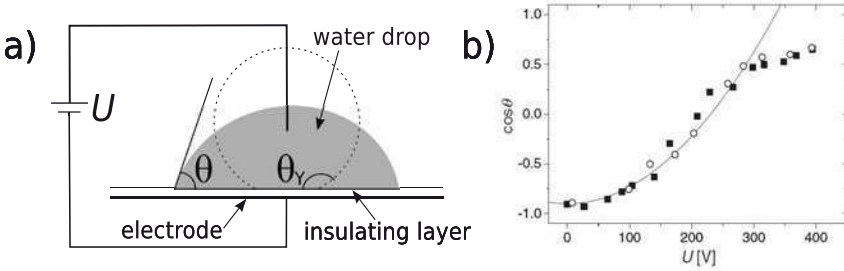 a)
U
water drop
θ
θY
electrode
insulating layer
b)
cosθ
1.0
0.5
0.0
-0.5
-1.0
0
100
200
300
400
U [V]